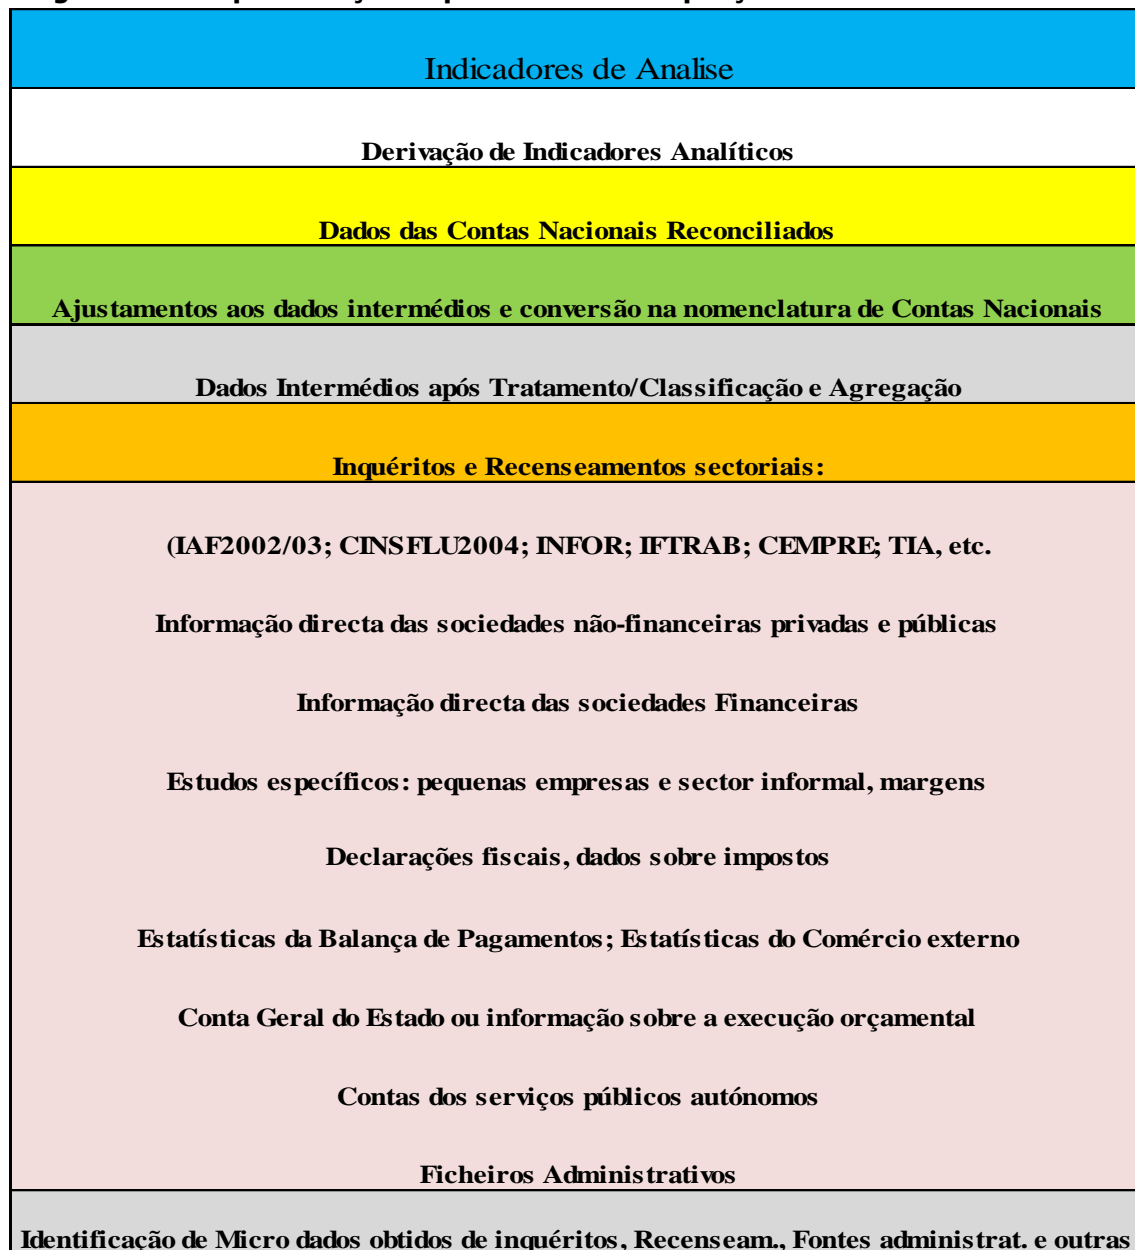 Indicadores de Analise
Derivação de Indicadores Analíticos
Dados das Contas Nacionais Reconciliados
Ajustamentos aos dados intermédios e conversão na nomenclatura de Contas Nacionais
Dados Intermédios após Tratamento/Classificação e Agregação
Inquéritos e Recenseamentos sectoriais:
(IAF2002/03; CINSFLU2004; INFOR; IFTRAB; CEMPRE; TIA, etc.
Informação directa das sociedades não-financeiras privadas e públicas
Informação directa das sociedades Financeiras
Estudos específicos: pequenas empresas e sector informal, margens
Declarações fiscais, dados sobre impostos
Estatísticas da Balança de Pagamentos; Estatísticas do Comércio externo
Conta Geral do Estado ou informação sobre a execução orçamental
Contas dos serviços públicos autónomos
Ficheiros Administrativos
Identificação de Micro dados obtidos de inquéritos, Recenseam., Fontes administrat. e outras